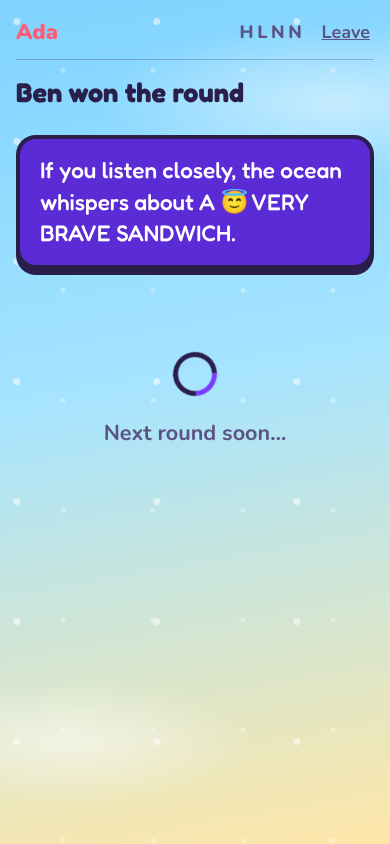 Ada
HLNN
Leave
Ben won the round
If you listen closely, the ocean
whispers about A 😇 VERY
BRAVE SANDWICH.
Next round soon...